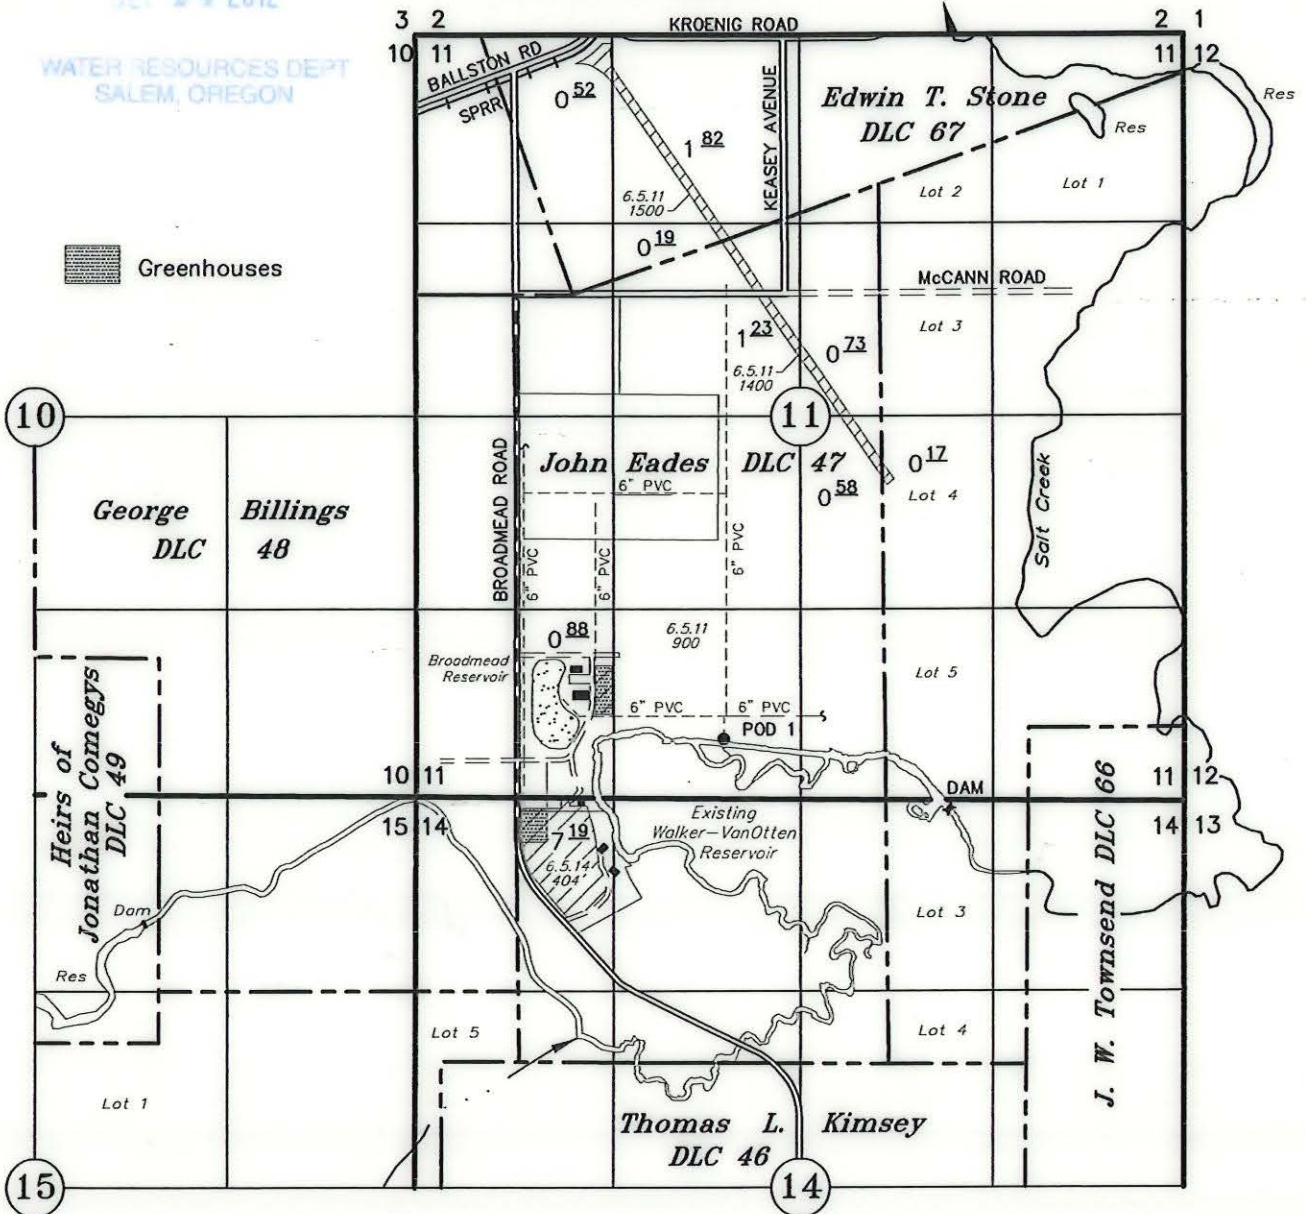 2012
WATER RESOURCES DEPT
SALEM, OREGON
3 2
10 11
KROENIG ROAD
2 1
11 12
BALLSTON RD
SPRR
0 52
1 82
KEASY AVENUE
Edwin T. Stone
DLC 67
Res
Res
6.5.11
1500
Lot 2
Lot 1
0 19
Greenhouses
McCANN ROAD
1 23
0 73
Lot 3
6.5.11
1400
10
11
BROADMEAD ROAD
John Eades DLC 47
6" PVC
0 17
0 58
Lot 4
Salt Creek
George Billings
DLC 48
6" PVC
6" PVC
6" PVC
0 88
6.5.11
900
Broadmead
Reservoir
Lot 5
6" PVC
6" PVC
POD 1
Heirs of
Jonathan Comegys
DLC 49
10 11
15 14
DAM
11 12
14 13
Existing
Walker-VanOtten
Reservoir
7 19
6.5.14
404
J. W. Townsend DLC 66
Dam
Lot 3
Res
Lot 5
Lot 4
Lot 1
Thomas L. Kimsey
DLC 46
15
14